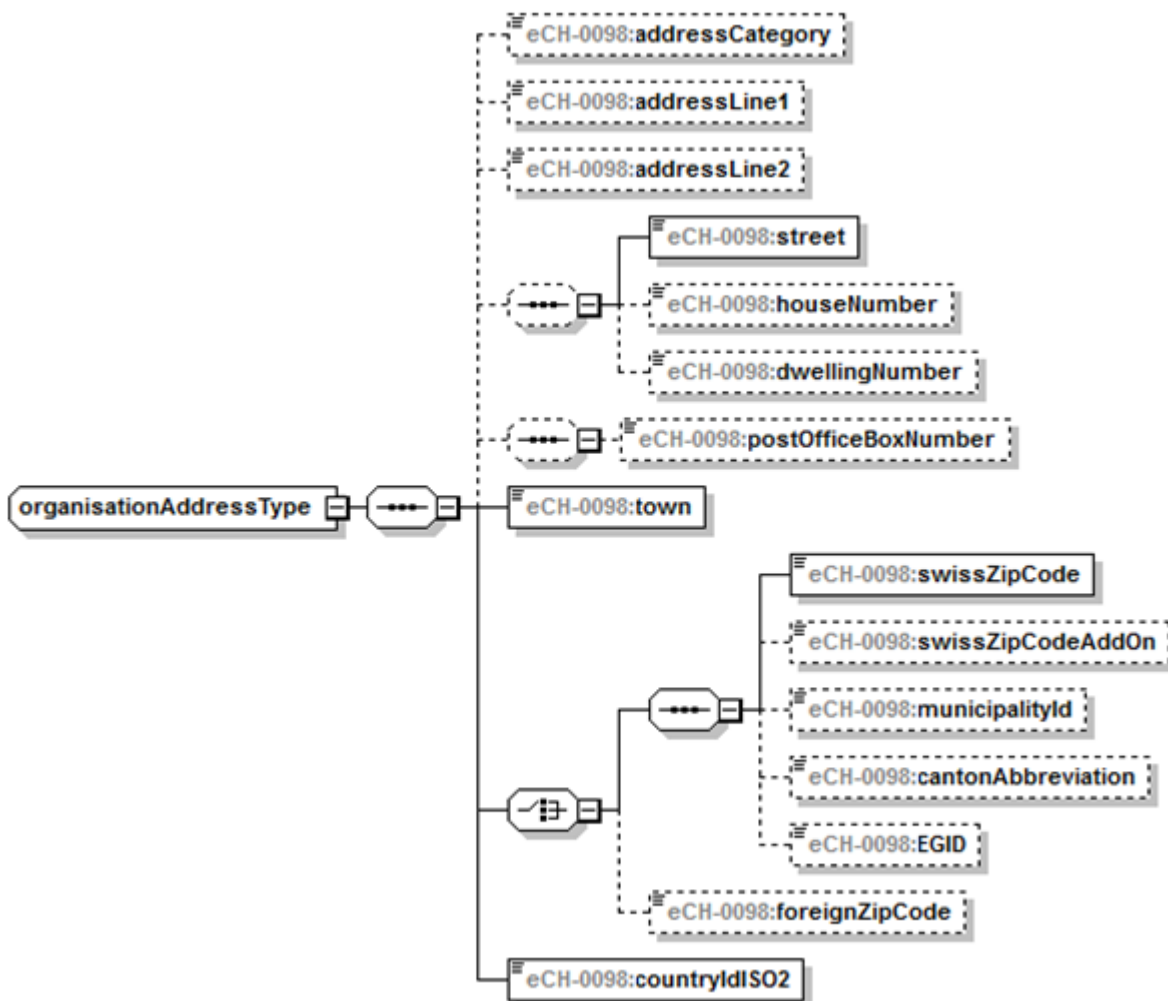 eCH-0098:addressCategory
eCH-0098:addressLine1
eCH-0098:addressLine2
eCH-0098:street
eCH-0098:houseNumber
eCH-0098:dwellingNumber
eCH-0098:postOfficeBoxNumber
organisationAddressType
eCH-0098:town
eCH-0098:swissZipCode
eCH-0098:swissZipCodeAddOn
eCH-0098:municipalityId
eCH-0098:cantonAbbreviation
eCH-0098:EGID
eCH-0098:foreignZipCode
eCH-0098:countryIdISO2